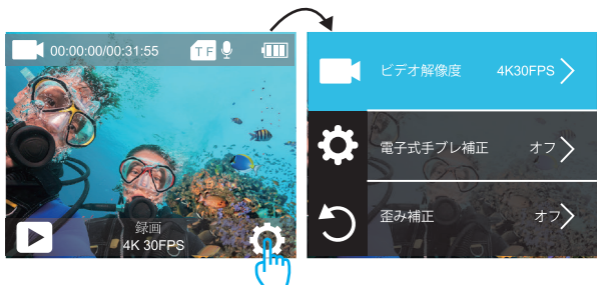 00:00:00/00:31:55
TF
録画
4K 30FPS
ビデオ解像度 4K30FPS
電子式手ブレ補正 オフ
歪み補正 オフ